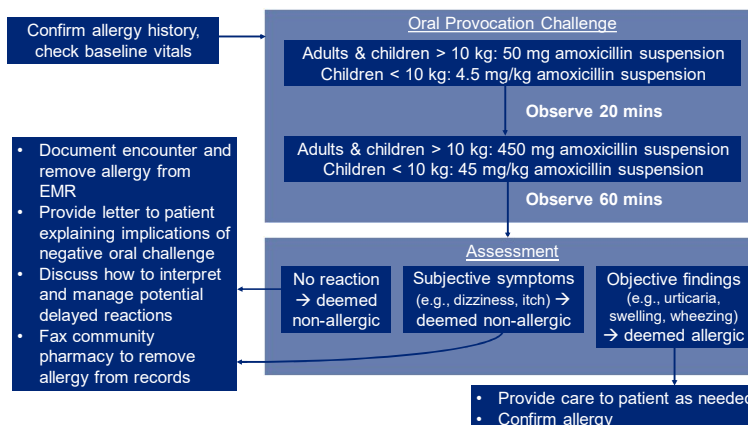 Confirm allergy history,
check baseline vitals
Oral Provocation Challenge
Adults & children > 10 kg: 50 mg amoxicillin suspension
Children < 10 kg: 4.5 mg/kg amoxicillin suspension
Observe 20 mins
Adults & children > 10 kg: 450 mg amoxicillin suspension
Children < 10 kg: 45 mg/kg amoxicillin suspension
Observe 60 mins
Assessment
No reaction
→ deemed
non-allergic
Subjective symptoms
(e.g., dizziness, itch) →
deemed non-allergic
Objective findings
(e.g., urticaria,
swelling, wheezing)
→ deemed allergic
• Document encounter and
remove allergy from
EMR
• Provide letter to patient
explaining implications of
negative oral challenge
• Discuss how to interpret
and manage potential
delayed reactions
• Fax community
pharmacy to remove
allergy from records
• Provide care to patient as needed
• Confirm allergy